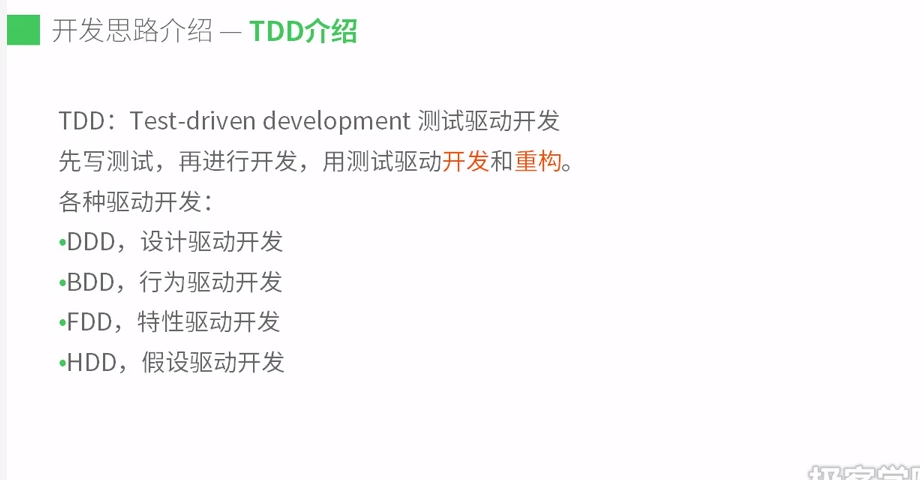 开发思路介绍 — TDD介绍
TDD：Test-driven development 测试驱动开发
先写测试，再进行开发，用测试驱动开发和重构。
各种驱动开发：
•DDD，设计驱动开发
•BDD，行为驱动开发
•FDD，特性驱动开发
•HDD，假设驱动开发